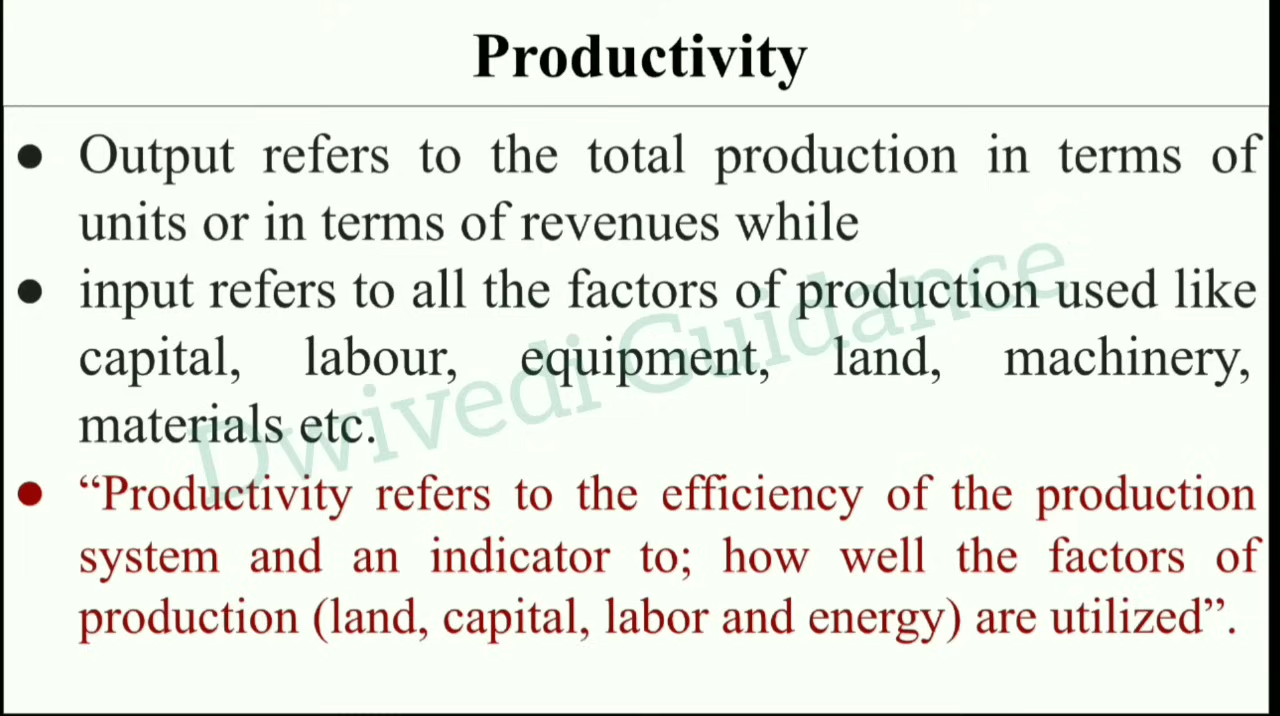 Productivity
● Output refers to the total production in terms of
units or in terms of revenues while
● input refers to all the factors of production used like
capital, labour, equipment, land, machinery,
materials etc.
● “Productivity refers to the efficiency of the production
system and an indicator to; how well the factors of
production (land, capital, labor and energy) are utilized”.
Dwivedi Guidance